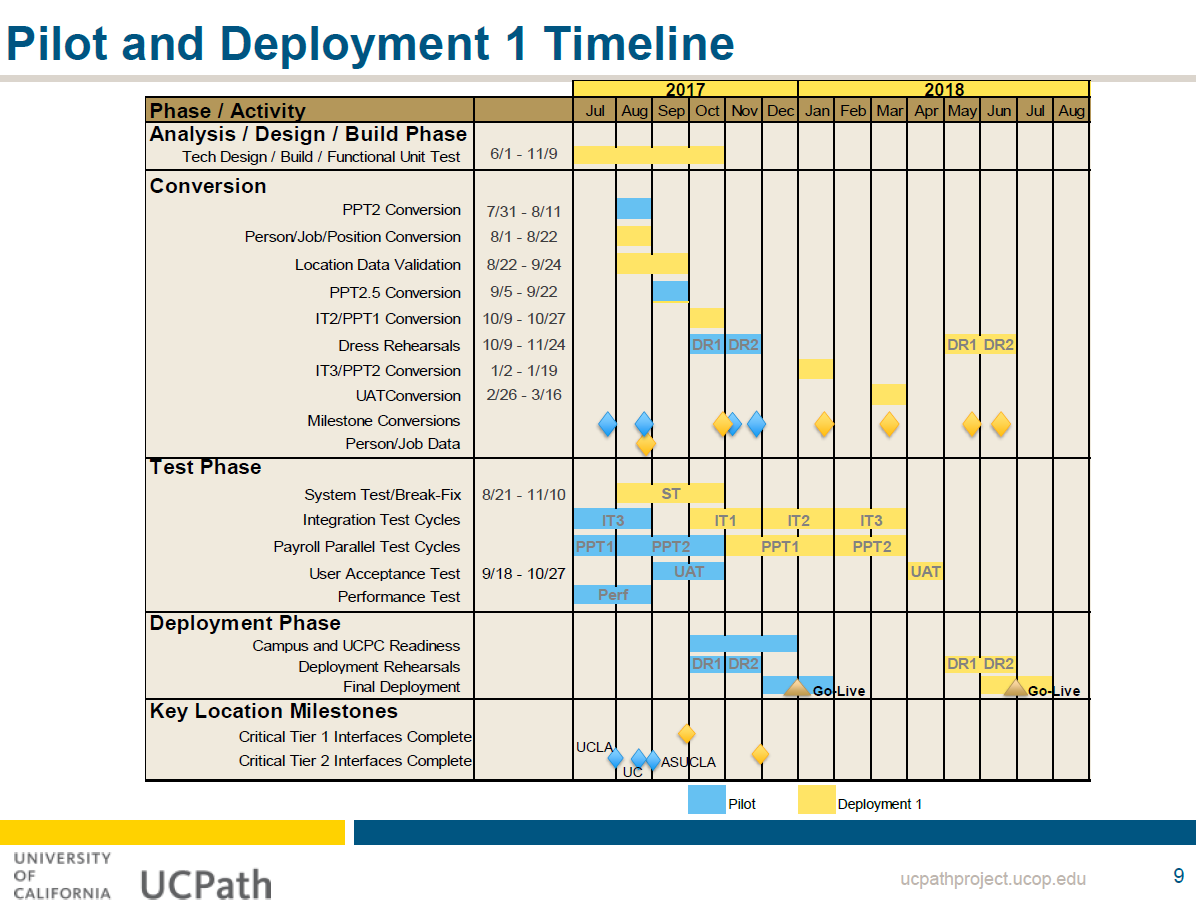 Pilot and Deployment 1 Timeline
2017 2018
Phase / Activity Jul Aug Sep Oct Nov Dec Jan Feb Mar Apr May Jun Jul Aug
Analysis / Design / Build Phase
Tech Design / Build / Functional Unit Test 6/1 - 11/9
Conversion
PPT2 Conversion 7/31 - 8/11
Person/Job/Position Conversion 8/1 - 8/22
Location Data Validation 8/22 - 9/24
PPT2.5 Conversion 9/5 - 9/22
IT2/PPT1 Conversion 10/9 - 10/27
Dress Rehearsals 10/9 - 11/24 DR1 DR2 DR1 DR2
IT3/PPT2 Conversion 1/2 - 1/19
UATConversion 2/26 - 3/16
Milestone Conversions
Person/Job Data
Test Phase
System Test/Break-Fix 8/21 - 11/10 ST
Integration Test Cycles IT3 IT1 IT2 IT3
Payroll Parallel Test Cycles PPT1 PPT2 PPT1 PPT2
User Acceptance Test 9/18 - 10/27 UAT UAT
Performance Test Perf
Deployment Phase
Campus and UCPC Readiness
Deployment Rehearsals DR1 DR2 DR1 DR2
Final Deployment Go-Live Go-Live
Key Location Milestones
Critical Tier 1 Interfaces Complete
UCLA
Critical Tier 2 Interfaces Complete ASUCLA
UC
Pilot Deployment 1
UNIVERSITY
OF
CALIFORNIA
UCPath
ucpathproject.ucop.edu 9